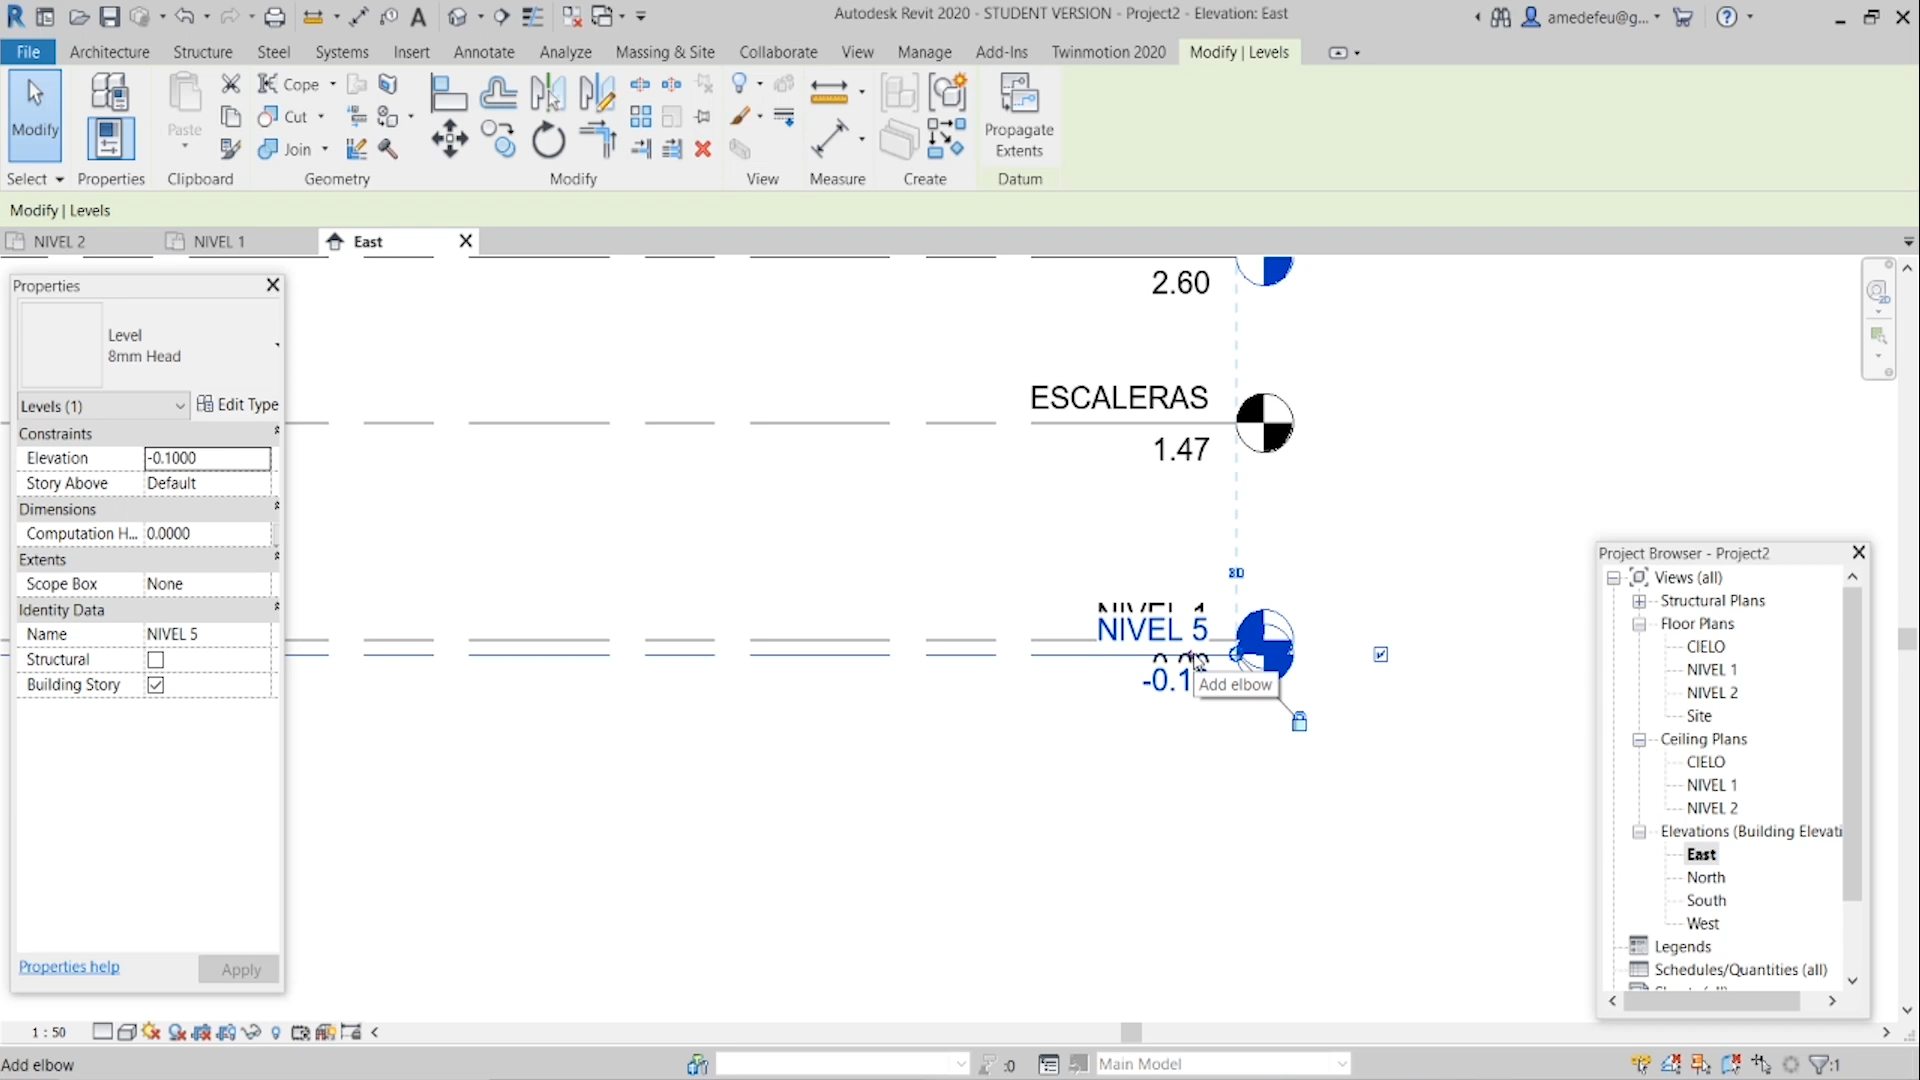 Autodesk Revit 2020 - STUDENT VERSION - Project2 - Elevation: East
amedefeu@g...
File Architecture Structure Steel Systems Insert Annotate Analyze Massing & Site Collaborate View Manage Add-Ins Twinmotion 2020 Modify | Levels
Modify
Paste
Cope
Cut
Join
Propagate
Extents
Select Properties Clipboard Geometry Modify View Measure Create Datum
Modify | Levels
NIVEL 2 NIVEL 1 East
Properties
Level
8mm Head
Levels (1) Edit Type
Constraints
Elevation -0.1000
Story Above Default
Dimensions
Computation H... 0.0000
Extents
Scope Box None
Identity Data
Name NIVEL 5
Structural
Building Story
Properties help Apply
2.60
ESCALERAS
1.47
3D
NIVEL 1
NIVEL 5
-0.1
Add elbow
Project Browser - Project2
Views (all)
Structural Plans
Floor Plans
CIELO
NIVEL 1
NIVEL 2
Site
Ceiling Plans
CIELO
NIVEL 1
NIVEL 2
Elevations (Building Elevati
East
North
South
West
Legends
Schedules/Quantities (all)
1 : 50
Add elbow
:0
Main Model
:1